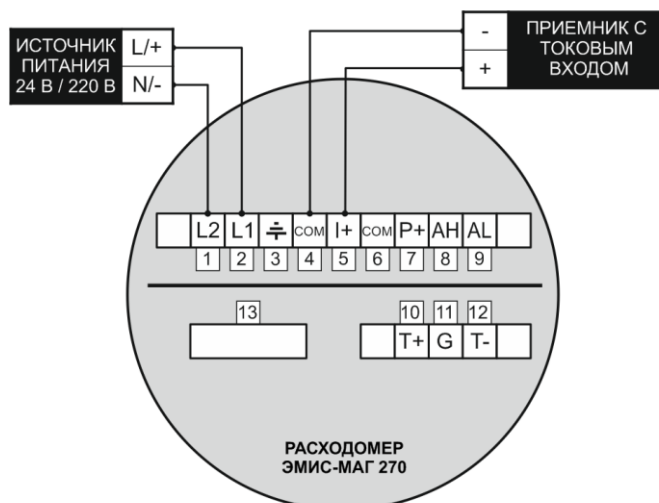 ИСТОЧНИК
ПИТАНИЯ
24 В / 220 В
L/+
N/-
-
+
ПРИЕМНИК С
ТОКОВЫМ
ВХОДОМ
L2 L1 COM I+ COM P+ AH AL
1 2 3 4 5 6 7 8 9
13 10 11 12
T+ G T-
РАСХОДОМЕР
ЭМИС-МАГ 270